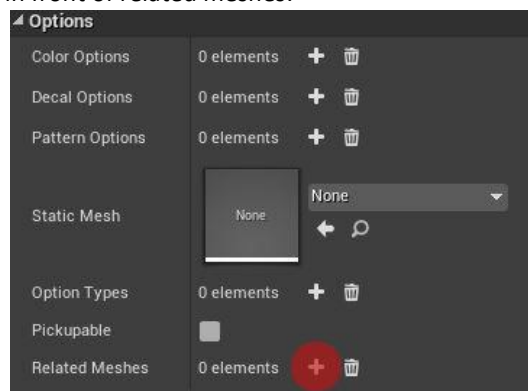 in front of related meshes.
Options
Color Options 0 elements
Decal Options 0 elements
Pattern Options 0 elements
Static Mesh None None
Option Types 0 elements
Pickupable
Related Meshes 0 elements